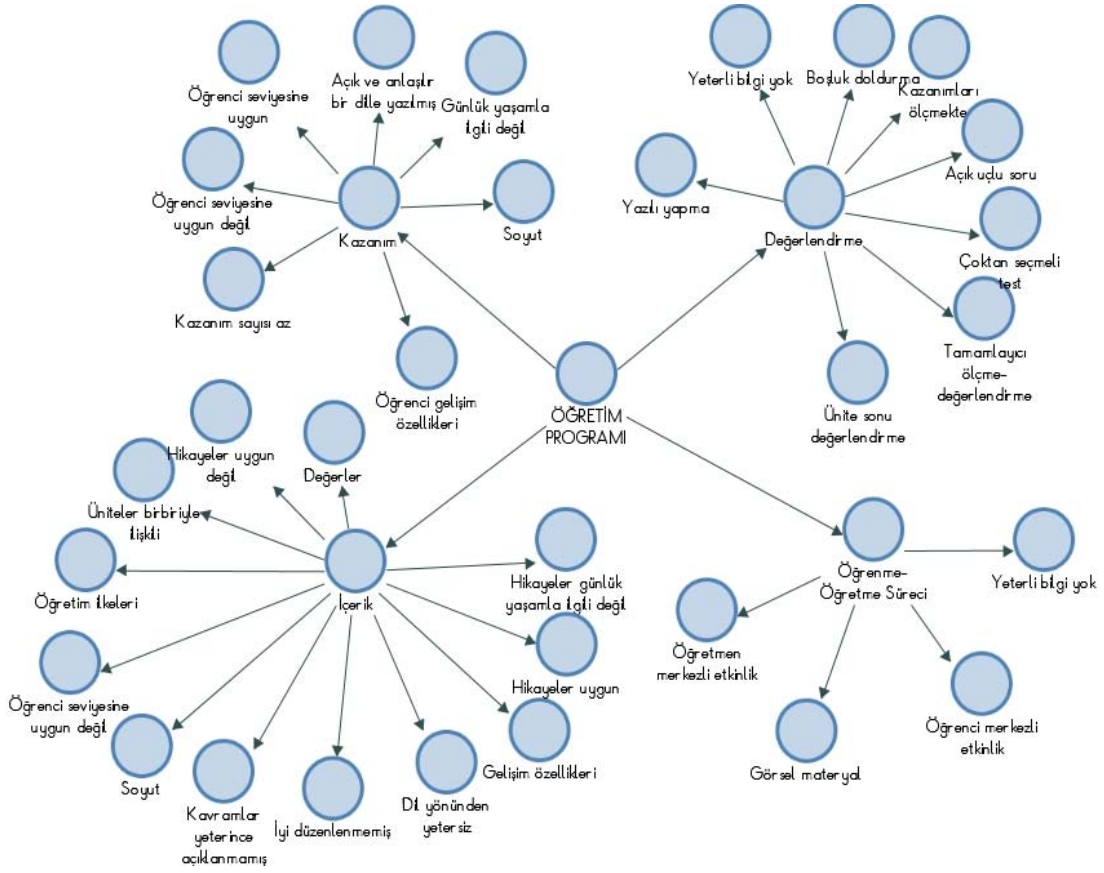 Öğrenci seviyesine
uygun
Açık ve anlaşılır
bir dille yazılmış
Günlük yaşamla
ilgili değil
Öğrenci seviyesine
uygun değil
Kazanım
Soyut
Kazanım sayısı az
Öğrenci gelişim
özellikleri
Yeterli bilgi yok
Boşluk doldurma
Kazanımları
ölçmekte
Açık uçlu soru
Yazılı yapma
Değerlendirme
Çoktan seçmeli
test
Tamamlayıcı
ölçme-
değerlendirme
Ünite sonu
değerlendirme
ÖĞRETİM
PROGRAMI
Hikayeler uygun
değil
Değerler
Üniteler birbiriyle
ilişkili
Öğretim ilkeleri
İçerik
Hikayeler günlük
yaşamla ilgili değil
Öğrenci seviyesine
uygun değil
Hikayeler uygun
Soyut
Kavramlar
yeterince
açıklanmamış
İyi düzenlenmemiş
Dil yönünden
yetersiz
Gelişim özellikleri
Öğrenme-
Öğretme Süreci
Yeterli bilgi yok
Öğretmen
merkezli etkinlik
Görsel materyal
Öğrenci merkezli
etkinlik